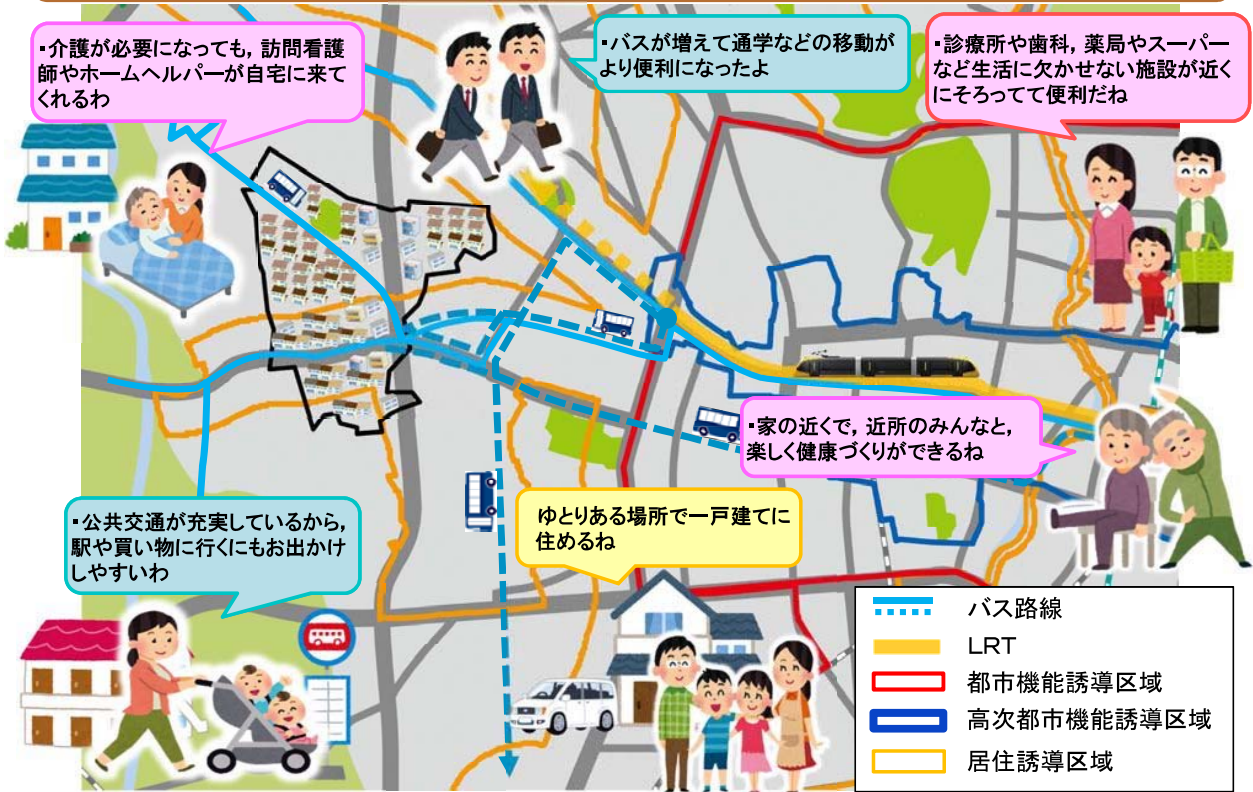 ・介護が必要になっても，訪問看護
師やホームヘルパーが自宅に来て
くれるわ
・バスが増えて通学などの移動が
より便利になったよ
・診療所や歯科，薬局やスーパー
など生活に欠かせない施設が近く
にそろってて便利だね
・家の近くで，近所のみんなと，
楽しく健康づくりができるね
・公共交通が充実しているから，
駅や買い物に行くにもお出かけ
しやすいわ
ゆとりある場所で一戸建てに
住めるね
バス路線
LRT
都市機能誘導区域
高次都市機能誘導区域
居住誘導区域